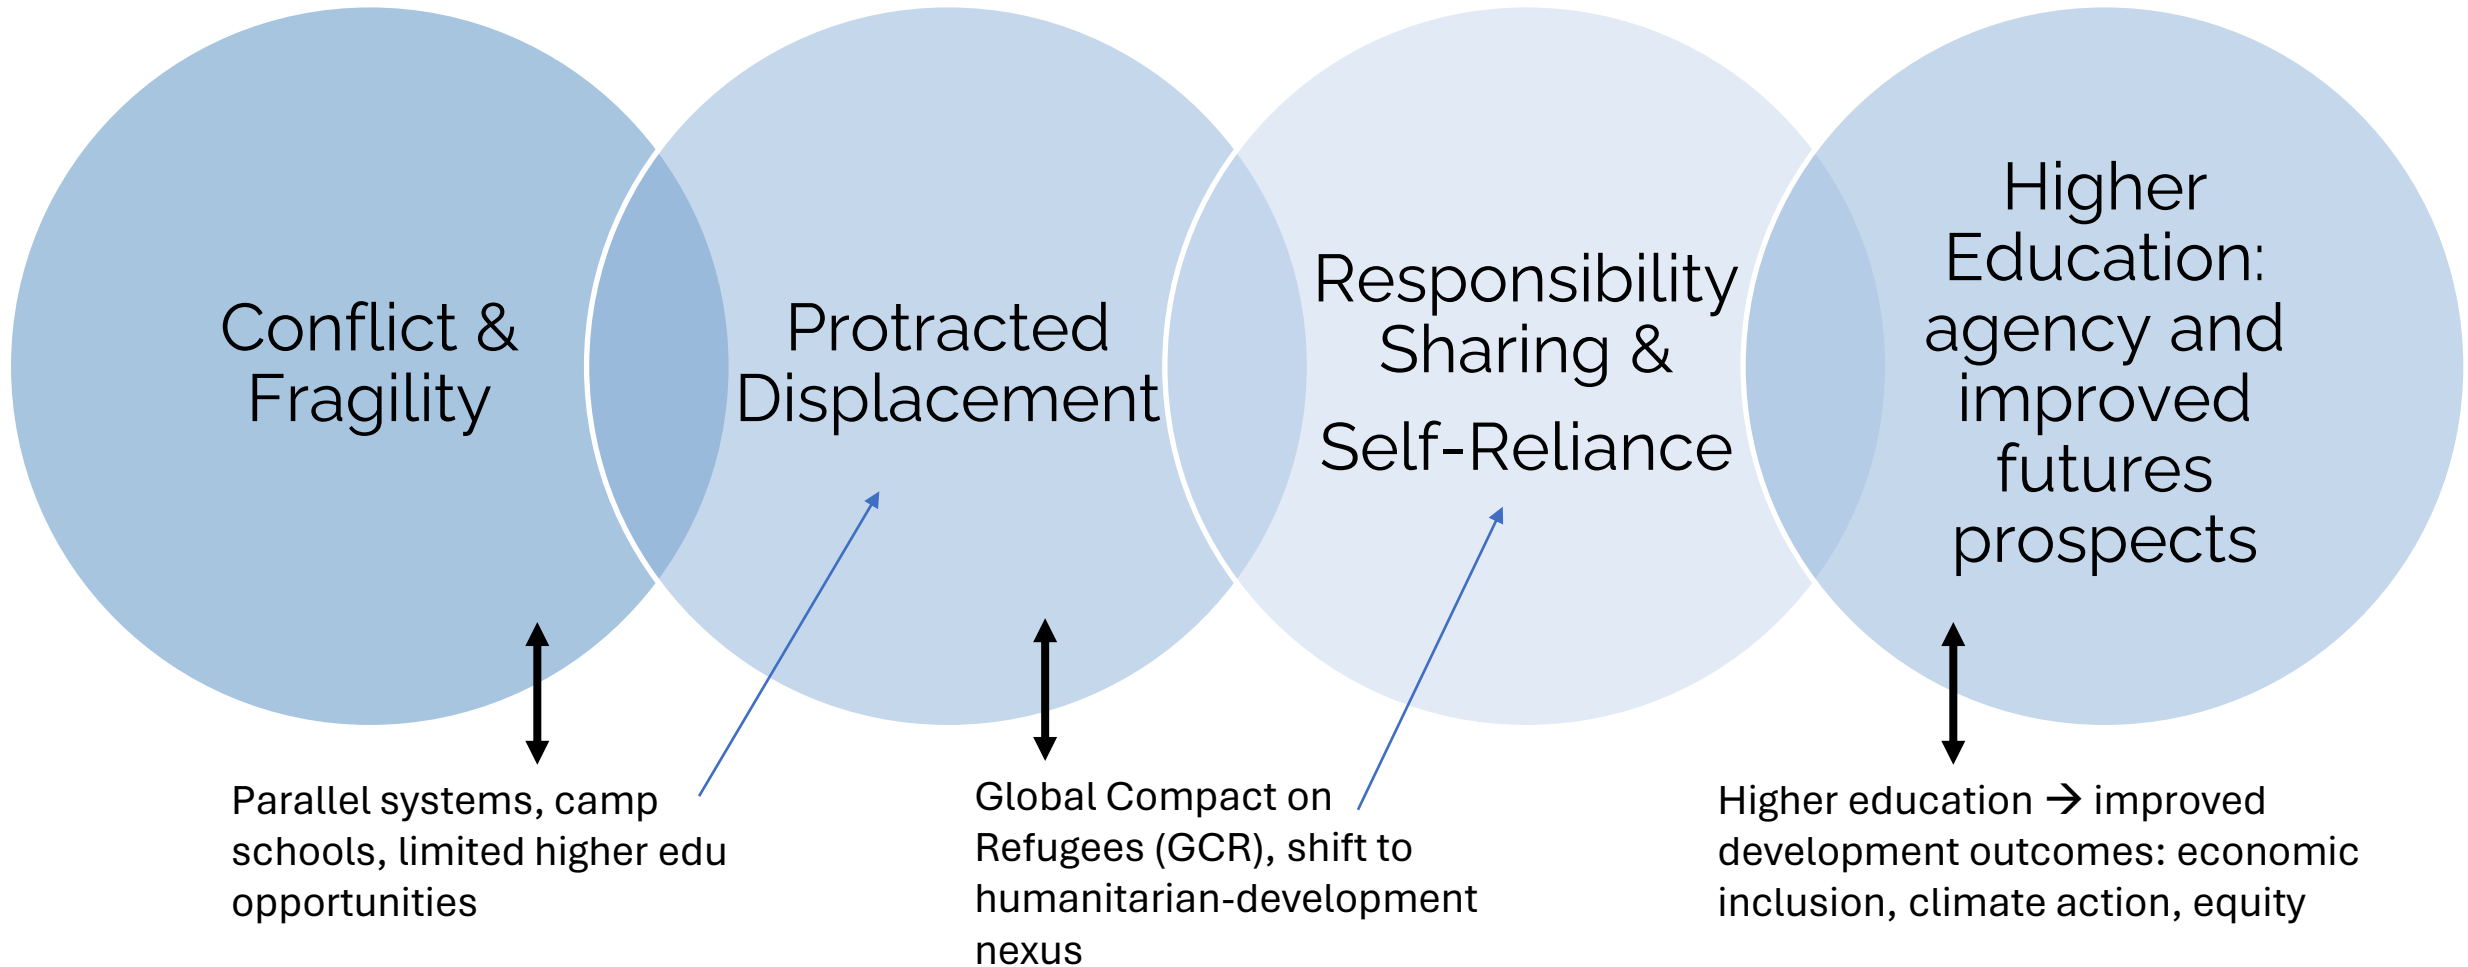 Conflict &
Fragility
Protracted
Displacement
Responsibility
Sharing &
Self-Reliance
Higher
Education:
agency and
improved
futures
prospects
Parallel systems, camp
schools, limited higher edu
opportunities
Global Compact on
Refugees (GCR), shift to
humanitarian-development
nexus
Higher education → improved
development outcomes: economic
inclusion, climate action, equity